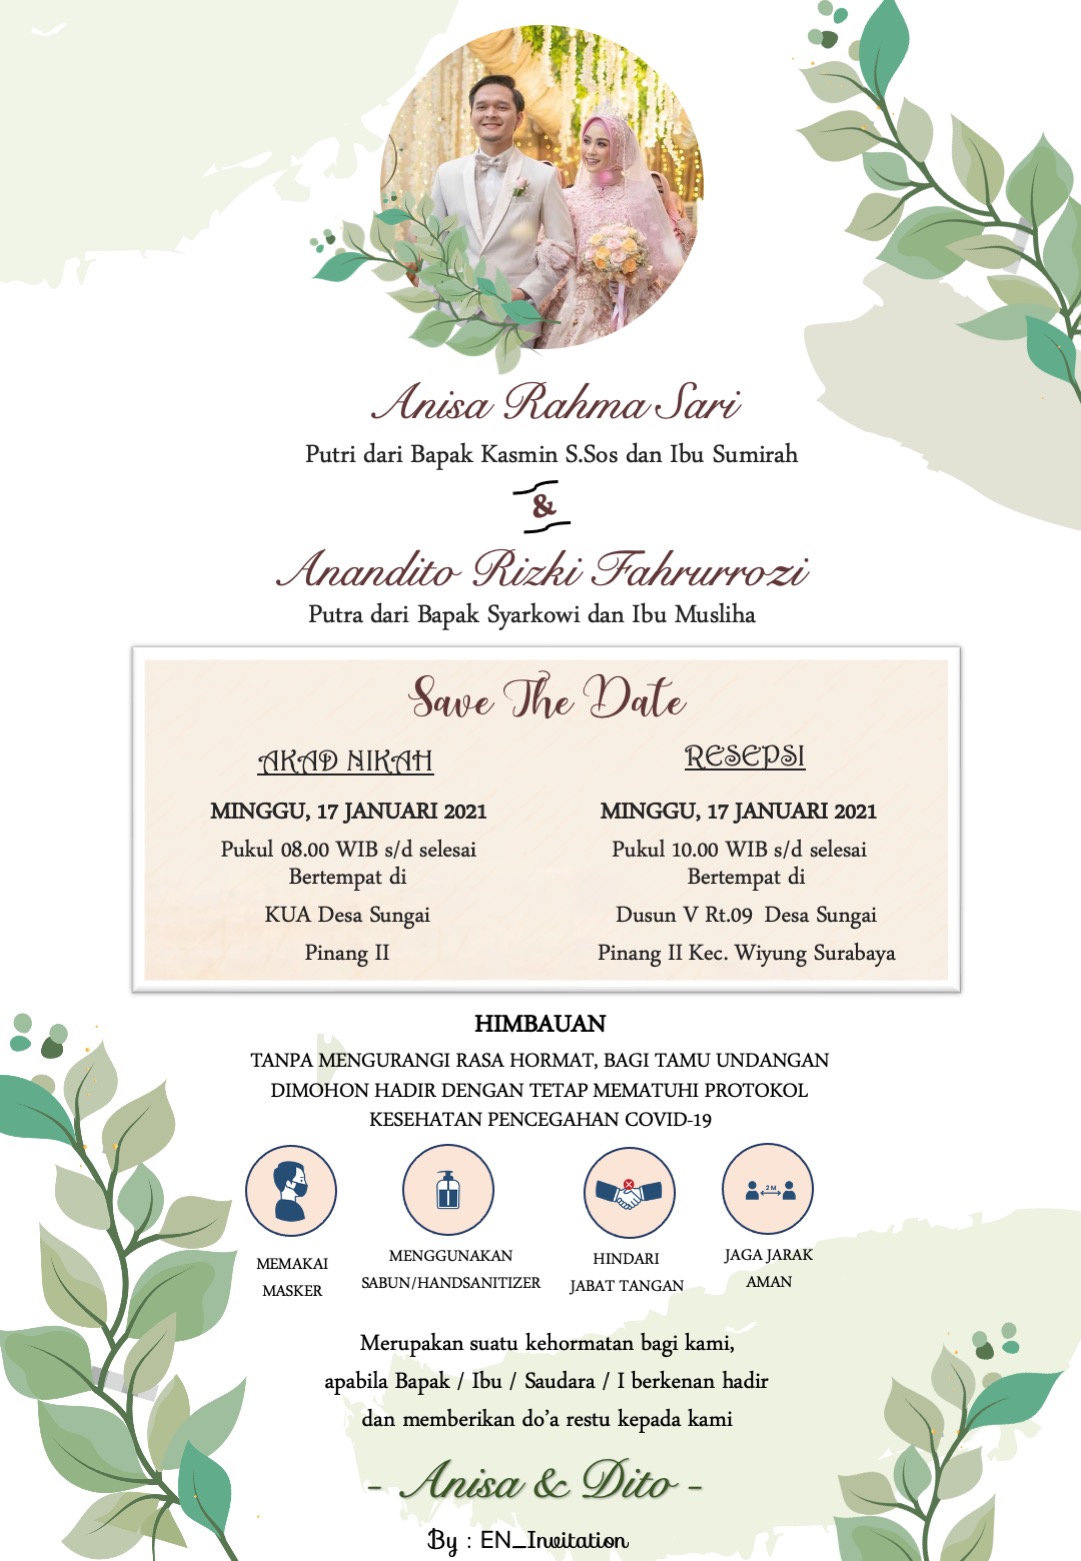 Anisa Rahma Sari
Putri dari Bapak Kasmin S.Sos dan Ibu Sumirah
&
Anandito Rizki Fahrurrozi
Putra dari Bapak Syarkowi dan Ibu Musliha
Save The Date
AKAD NIKAH
MINGGU, 17 JANUARI 2021
Pukul 08.00 WIB s/d selesai
Bertempat di
KUA Desa Sungai
Pinang II
RESEPSI
MINGGU, 17 JANUARI 2021
Pukul 10.00 WIB s/d selesai
Bertempat di
Dusun V Rt.09 Desa Sungai
Pinang II Kec. Wiyung Surabaya
HIMBAUAN
TANPA MENGURANGI RASA HORMAT, BAGI TAMU UNDANGAN
DIMOHON HADIR DENGAN TETAP MEMATUHI PROTOKOL
KESEHATAN PENCEGAHAN COVID-19
MEMAKAI
MASKER
MENGGUNAKAN
SABUN/HANDSANITIZER
HINDARI
JABAT TANGAN
2 M
JAGA JARAK
AMAN
Merupakan suatu kehormatan bagi kami,
apabila Bapak / Ibu / Saudara / I berkenan hadir
dan memberikan do'a restu kepada kami
- Anisa & Dito -
By : EN_Invitation